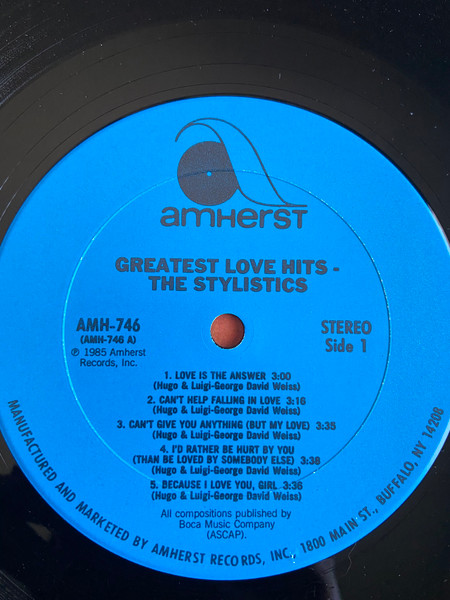 amherst
GREATEST LOVE HITS -
THE STYLISTICS
AMH-746
(AMH-746 A)
℗ 1985 Amherst
Records, Inc.
STEREO
Side 1
1. LOVE IS THE ANSWER 3:00
(Hugo & Luigi-George David Weiss)
2. CAN'T HELP FALLING IN LOVE 3:16
(Hugo & Luigi-George David Weiss)
3. CAN'T GIVE YOU ANYTHING (BUT MY LOVE) 3:35
(Hugo & Luigi-George David Weiss)
4. I'D RATHER BE HURT BY YOU
(THAN BE LOVED BY SOMEBODY ELSE) 3:38
(Hugo & Luigi-George David Weiss)
5. BECAUSE I LOVE YOU, GIRL 3:36
(Hugo & Luigi-George David Weiss)
All compositions published by
Boca Music Company
(ASCAP).
MANUFACTURED AND MARKETED BY AMHERST RECORDS, INC., 1800 MAIN ST., BUFFALO, NY 14208